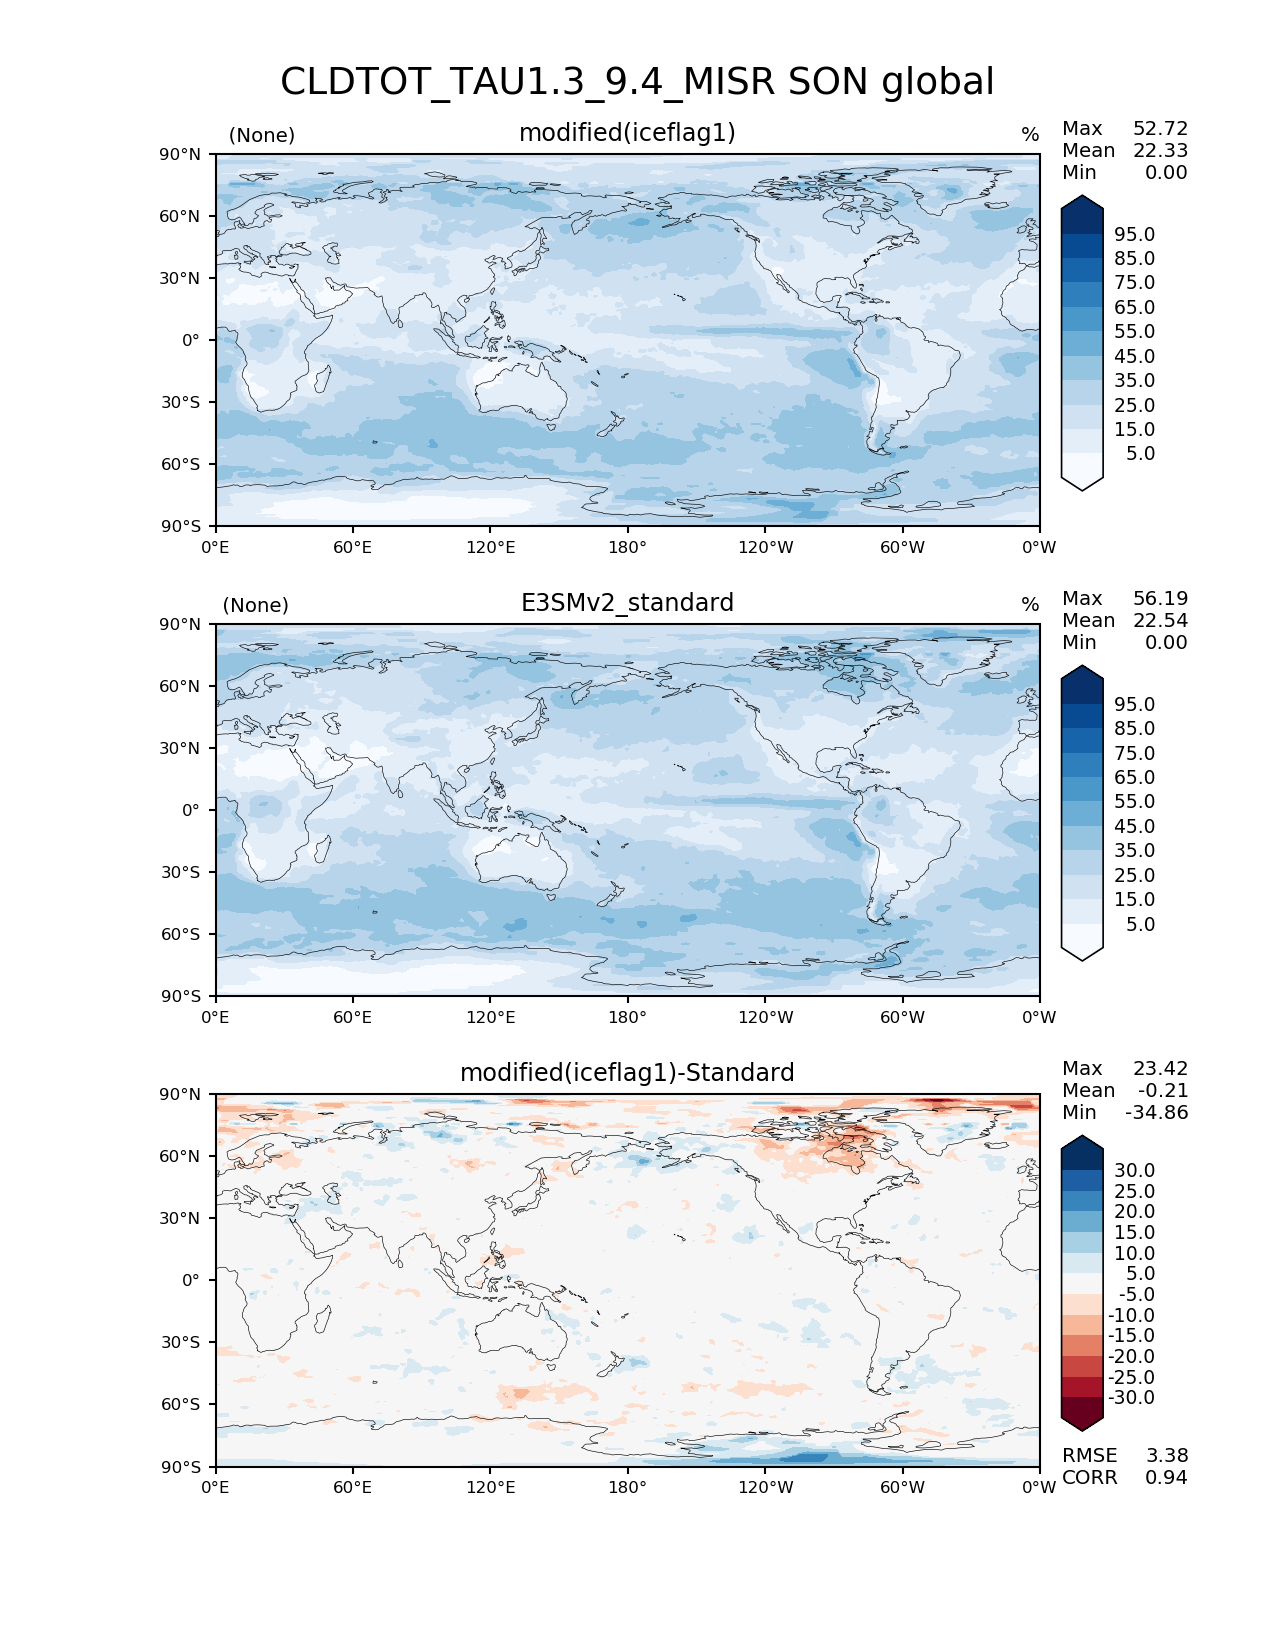 CLDTOT_TAU1.3_9.4_MISR SON global
(None) modified(iceflag1) %
Max 52.72
Mean 22.33
Min 0.00
90°N
60°N
30°N
0°
30°S
60°S
90°S
0°E 60°E 120°E 180° 120°W 60°W 0°W
95.0
85.0
75.0
65.0
55.0
45.0
35.0
25.0
15.0
5.0
(None) E3SMv2_standard %
Max 56.19
Mean 22.54
Min 0.00
90°N
60°N
30°N
0°
30°S
60°S
90°S
0°E 60°E 120°E 180° 120°W 60°W 0°W
95.0
85.0
75.0
65.0
55.0
45.0
35.0
25.0
15.0
5.0
modified(iceflag1)-Standard
Max 23.42
Mean -0.21
Min -34.86
90°N
60°N
30°N
0°
30°S
60°S
90°S
0°E 60°E 120°E 180° 120°W 60°W 0°W
30.0
25.0
20.0
15.0
10.0
5.0
-5.0
-10.0
-15.0
-20.0
-25.0
-30.0
RMSE 3.38
CORR 0.94